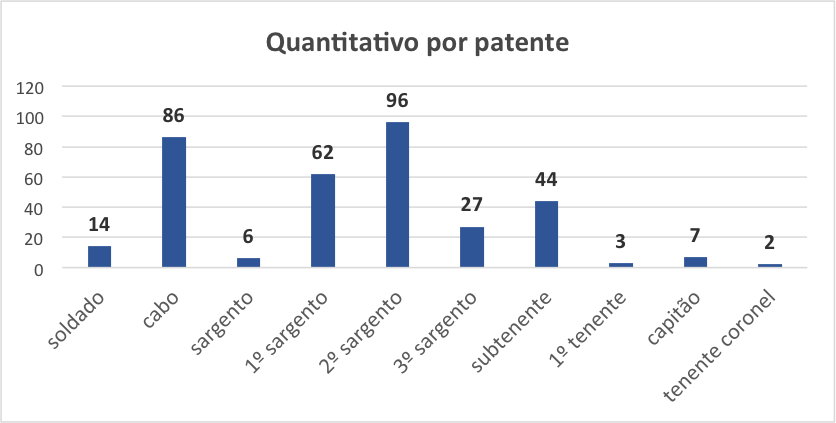 Quantitativo por patente
120
100
80
60
40
20
0
14
86
6
62
96
27
44
3
7
2
soldado
cabo
sargento
1º sargento
2º sargento
3º sargento
subtenente
1º tenente
capitão
tenente coronel